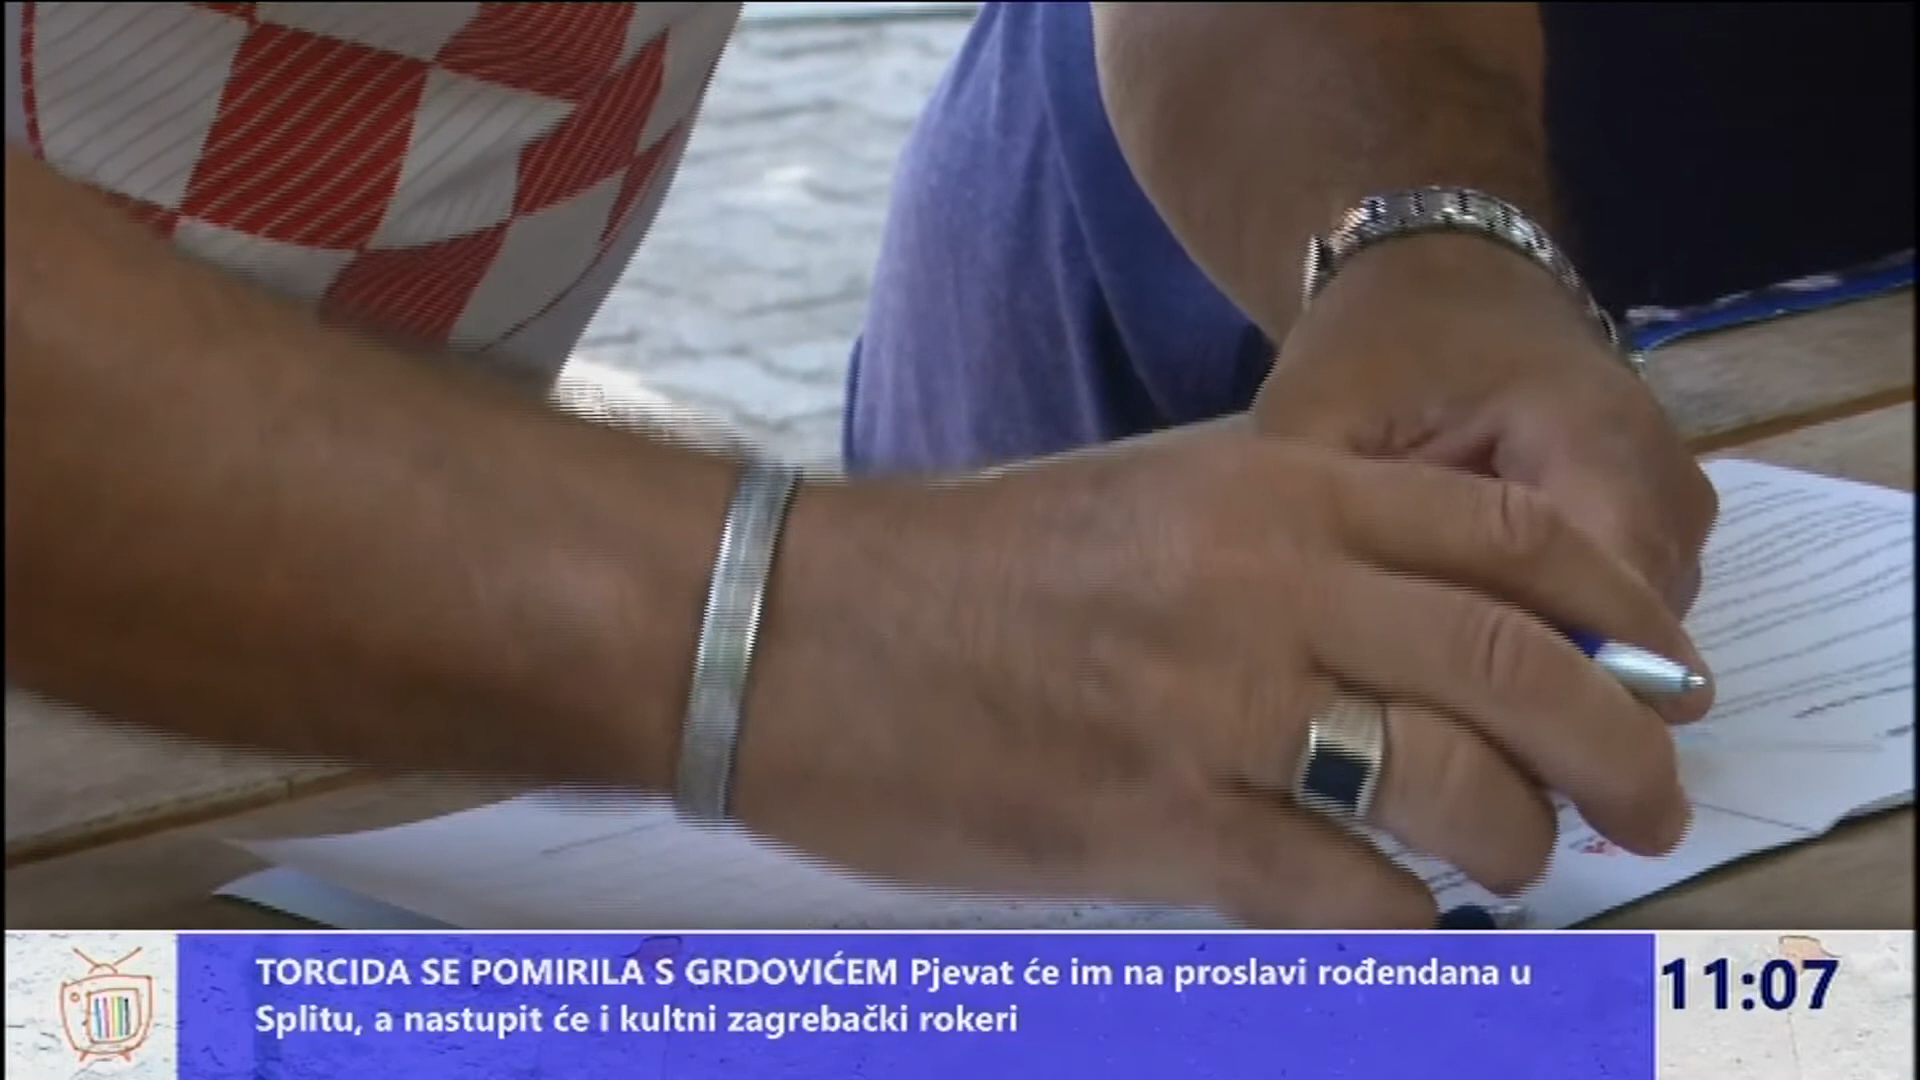 TORCIDA SE POMIRILA S GRDOVIĆEM Pjevat će im na proslavi rođendana u
Splitu, a nastupit će i kultni zagrebački rokeri
11:07